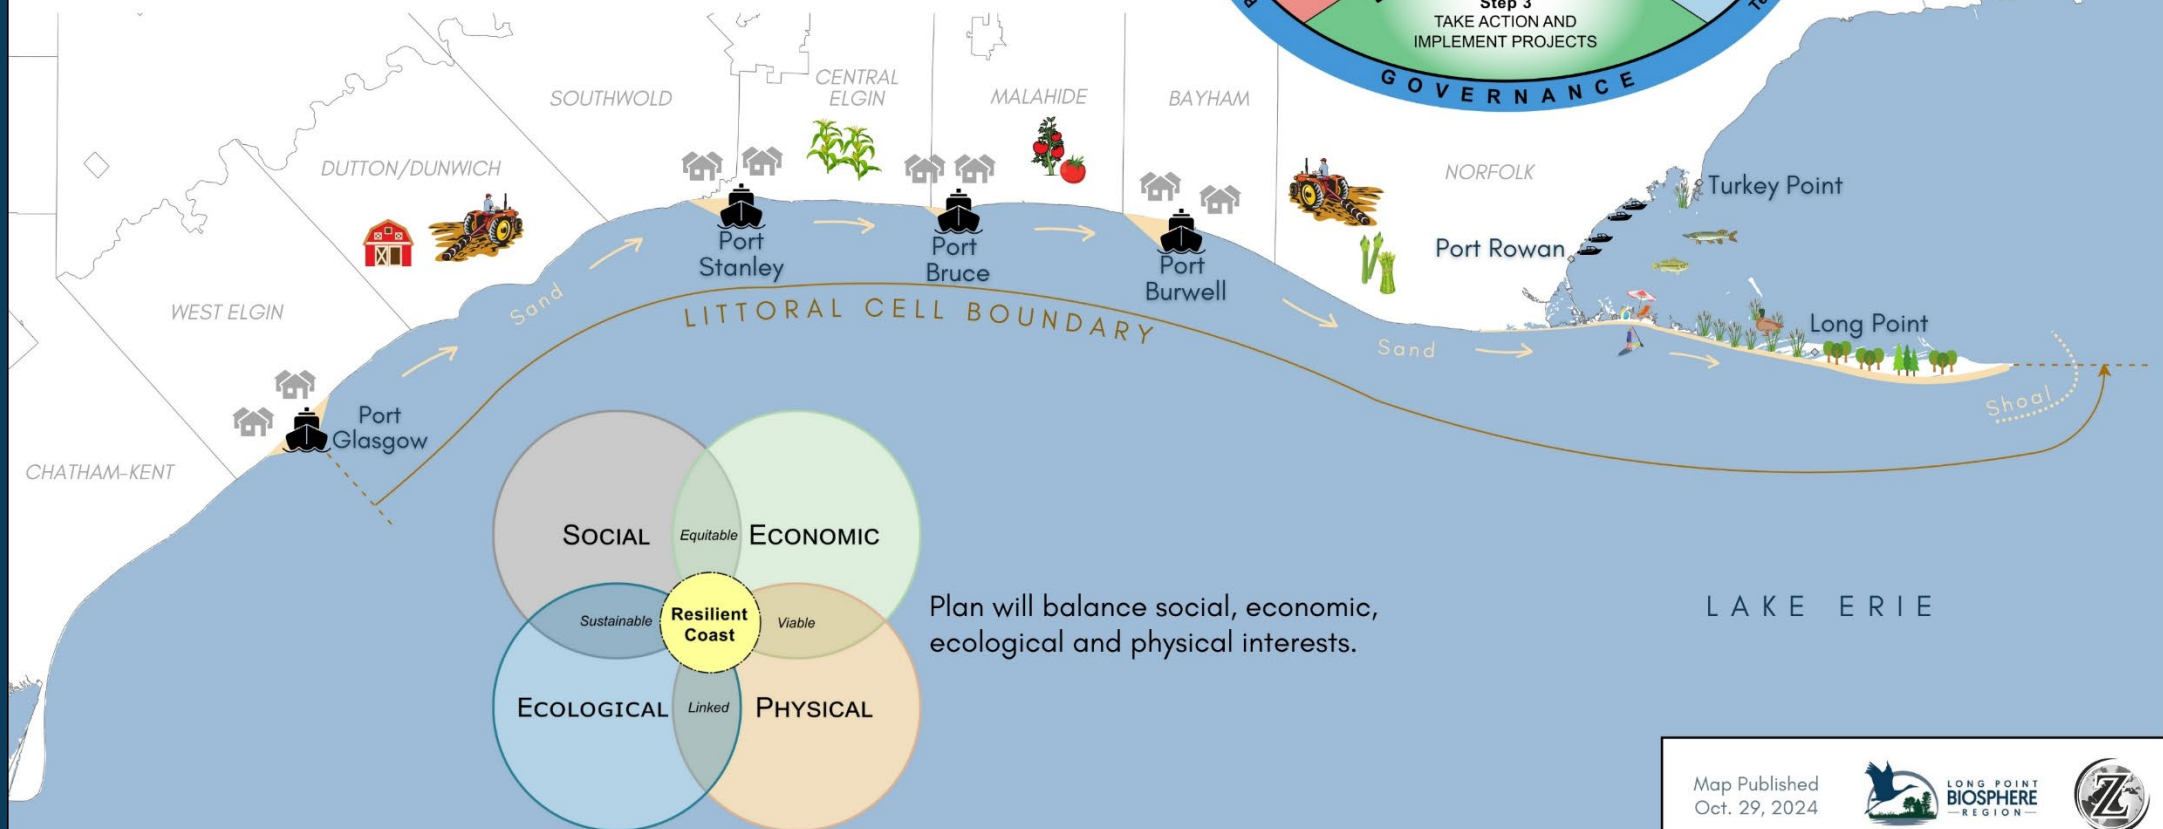 Step 3
TAKE ACTION AND
IMPLEMENT PROJECTS
GOVERNANCE
SOUTHWOLD
CENTRAL
ELGIN
MALAHIDE
BAYHAM
DUTTON/DUNWICH
NORFOLK
Turkey Point
Port
Stanley
Port
Bruce
Port
Burwell
Port Rowan
WEST ELGIN
Sand
LITTORAL CELL BOUNDARY
Sand
Long Point
Shoal
Port
Glasgow
CHATHAM-KENT
SOCIAL
Equitable
ECONOMIC
Sustainable
Resilient
Coast
Viable
ECOLOGICAL
Linked
PHYSICAL
Plan will balance social, economic,
ecological and physical interests.
LAKE ERIE
Map Published
Oct. 29, 2024
LONG POINT
BIOSPHERE
REGION
Z